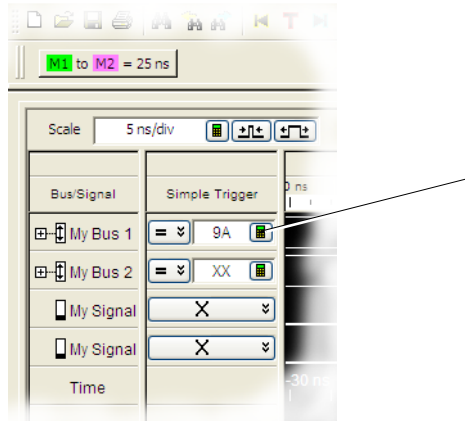 T
M1 to M2 = 25 ns
Scale 5 ns/div
Bus/Signal Simple Trigger ns
My Bus 1 = 9A
My Bus 2 = XX
My Signal X
My Signal X
Time -30 ns